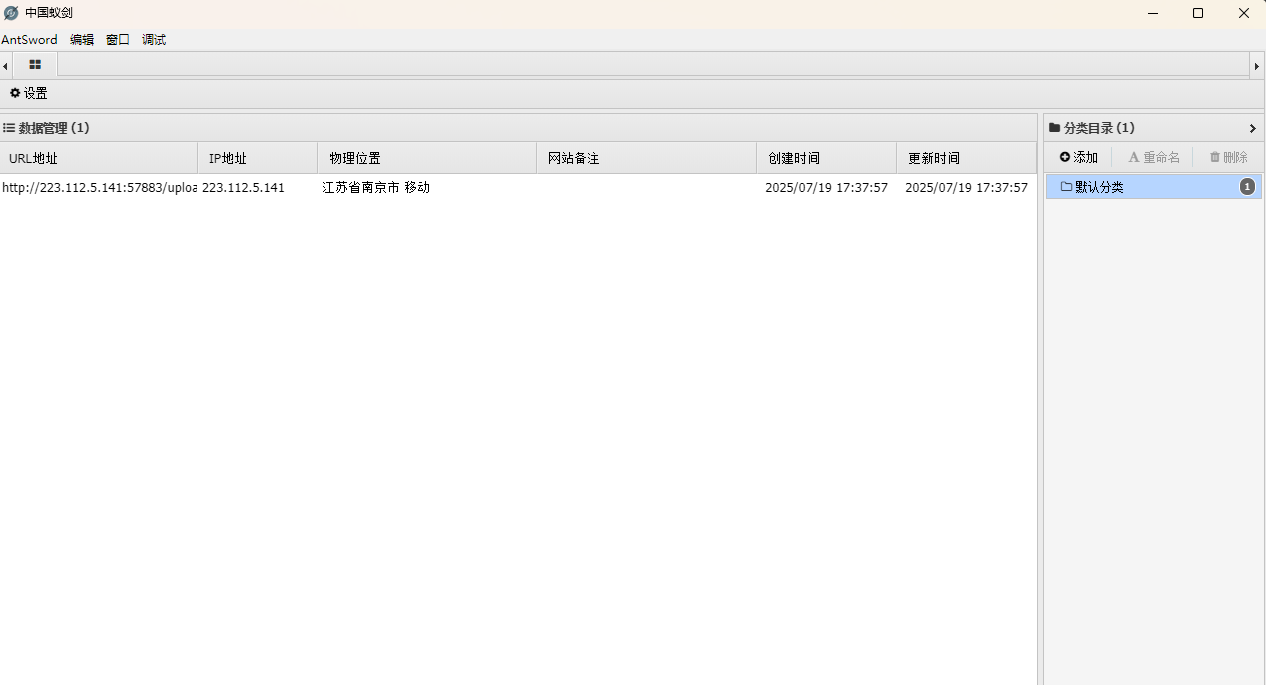 中国蚁剑
AntSword 编辑 窗口 调试
设置
数据管理 (1)
URL地址 IP地址 物理位置 网站备注 创建时间 更新时间
http://223.112.5.141:57883/uploa 223.112.5.141 江苏省南京市 移动 2025/07/19 17:37:57 2025/07/19 17:37:57
分类目录 (1)
添加 重命名 删除
默认分类 1